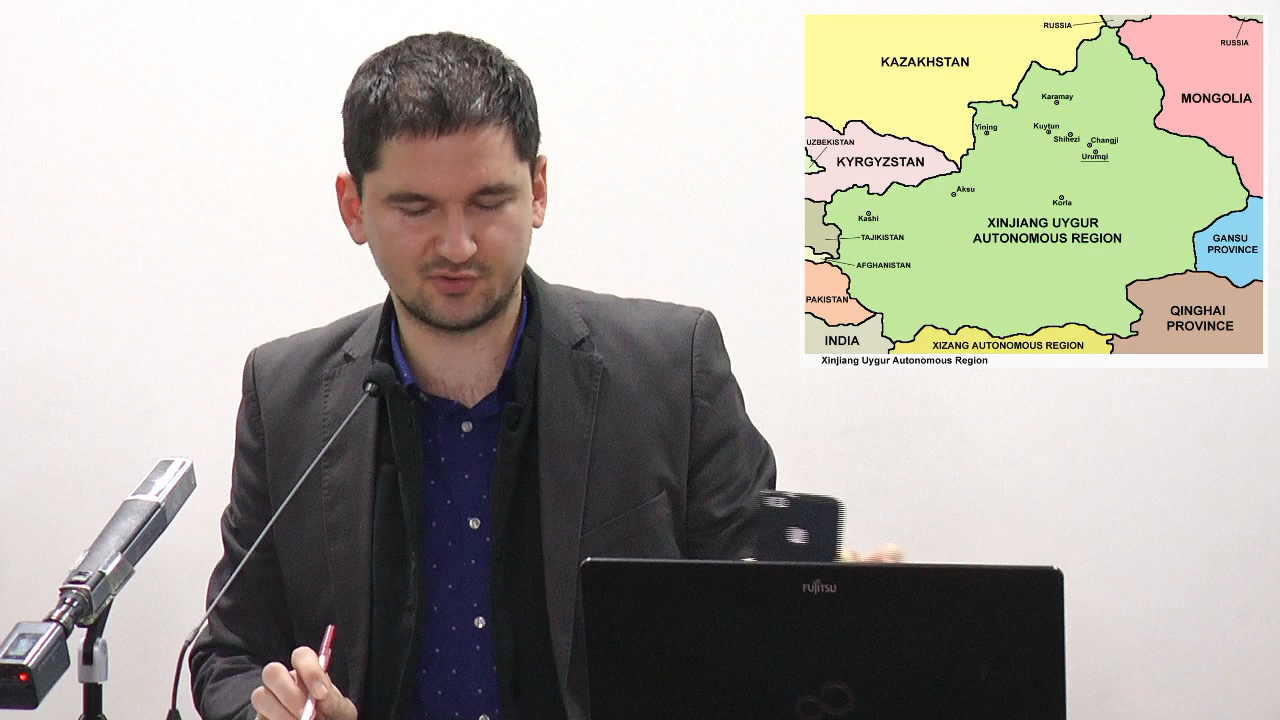 RUSSIA
RUSSIA
KAZAKHSTAN
MONGOLIA
Karamay
Yining
Kuytun
Shihezi
Changji
Urumqi
UZBEKISTAN
KYRGYZSTAN
Aksu
Korla
Kashi
XINJIANG UYGUR
AUTONOMOUS REGION
TAJIKISTAN
GANSU
PROVINCE
AFGHANISTAN
PAKISTAN
QINGHAI
PROVINCE
INDIA
XIZANG AUTONOMOUS REGION
Xinjiang Uygur Autonomous Region
FUJITSU